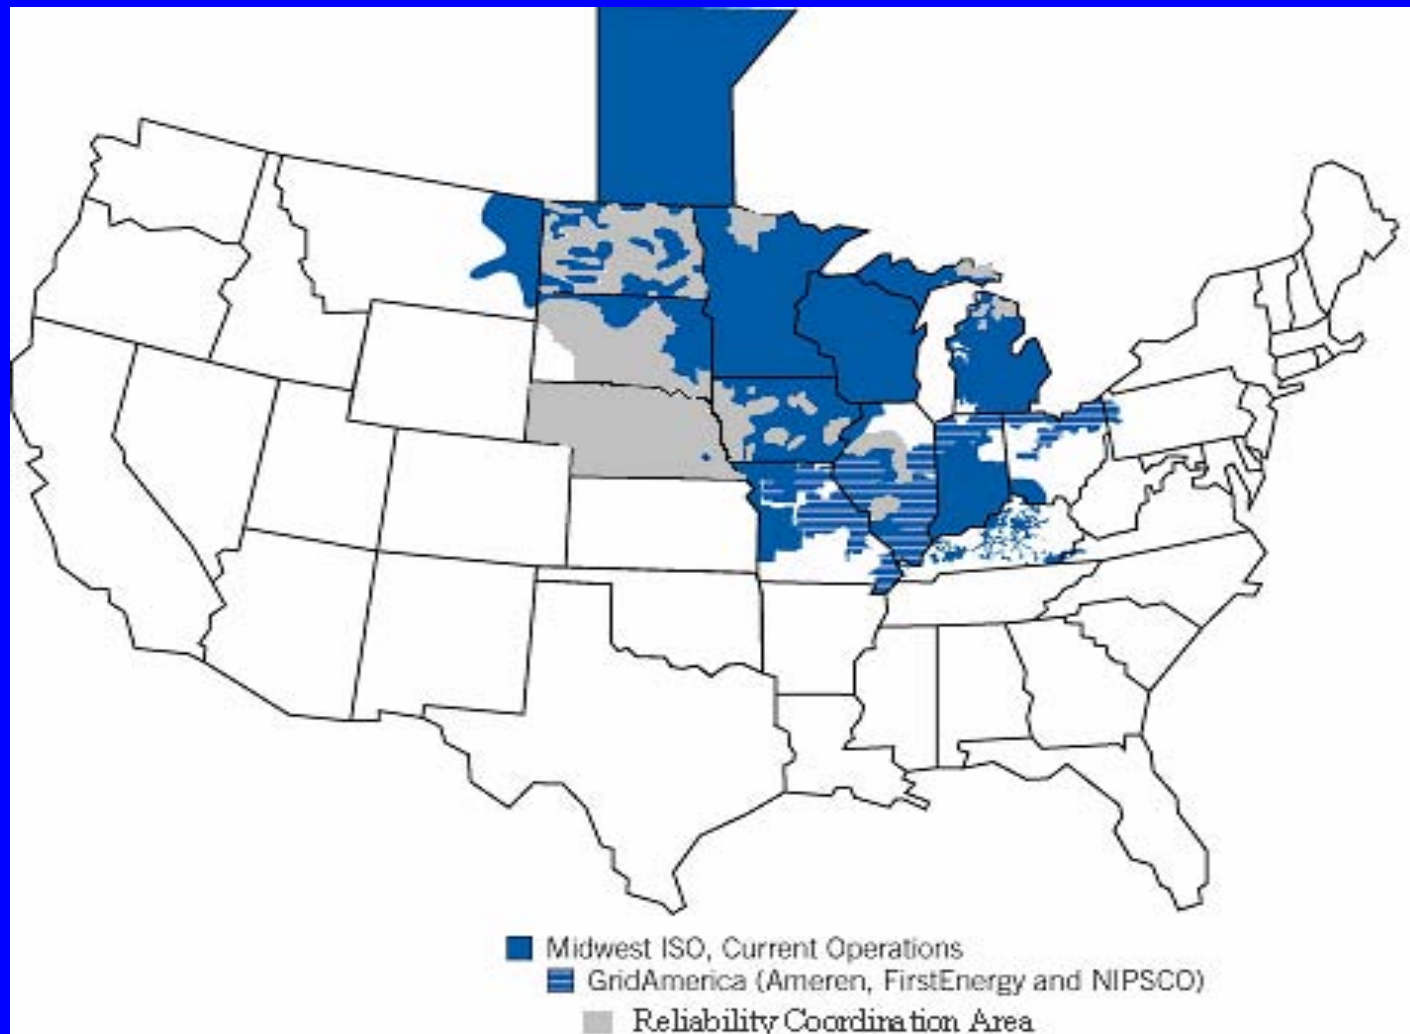 Midwest ISO, Current Operations
GridAmerica (Ameren, FirstEnergy and NIPSCO)
Reliability Coordination Area